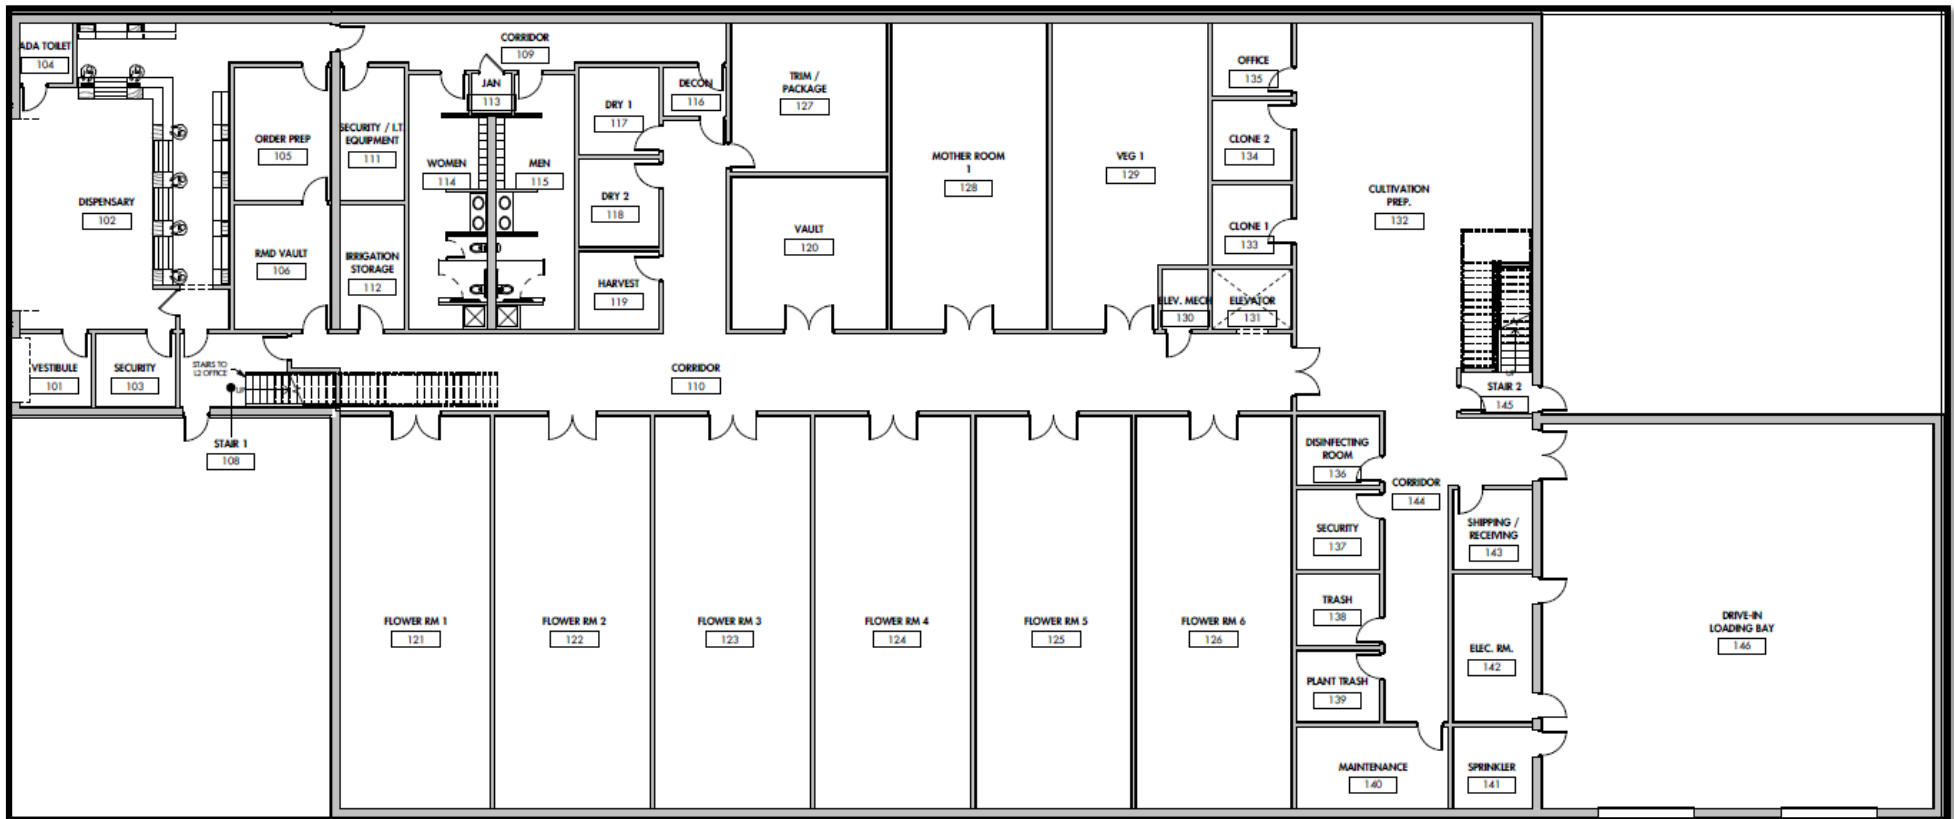 ADA TOILET
104
DISPENSARY
102
VESTIBULE
101
SECURITY
103
ORDER PREP
105
RMD VAULT
106
STAIRS TO
L2 OFFICE
UP
STAIR 1
108
CORRIDOR
109
SECURITY / I.T.
EQUIPMENT
111
IRRIGATION
STORAGE
112
JAN
113
WOMEN
114
MEN
115
DECON
116
DRY 1
117
DRY 2
118
HARVEST
119
CORRIDOR
110
TRIM /
PACKAGE
127
VAULT
120
MOTHER ROOM
1
128
VEG 1
129
ELEV. MECH
130
ELEVATOR
131
OFFICE
135
CLONE 2
134
CLONE 1
133
CULTIVATION
PREP.
132
UP
STAIR 2
145
FLOWER RM 1
121
FLOWER RM 2
122
FLOWER RM 3
123
FLOWER RM 4
124
FLOWER RM 5
125
FLOWER RM 6
126
DISINFECTING
ROOM
136
SECURITY
137
TRASH
138
PLANT TRASH
139
MAINTENANCE
140
CORRIDOR
144
SHIPPING /
RECEIVING
143
ELEC. RM.
142
SPRINKLER
141
DRIVE-IN
LOADING BAY
146